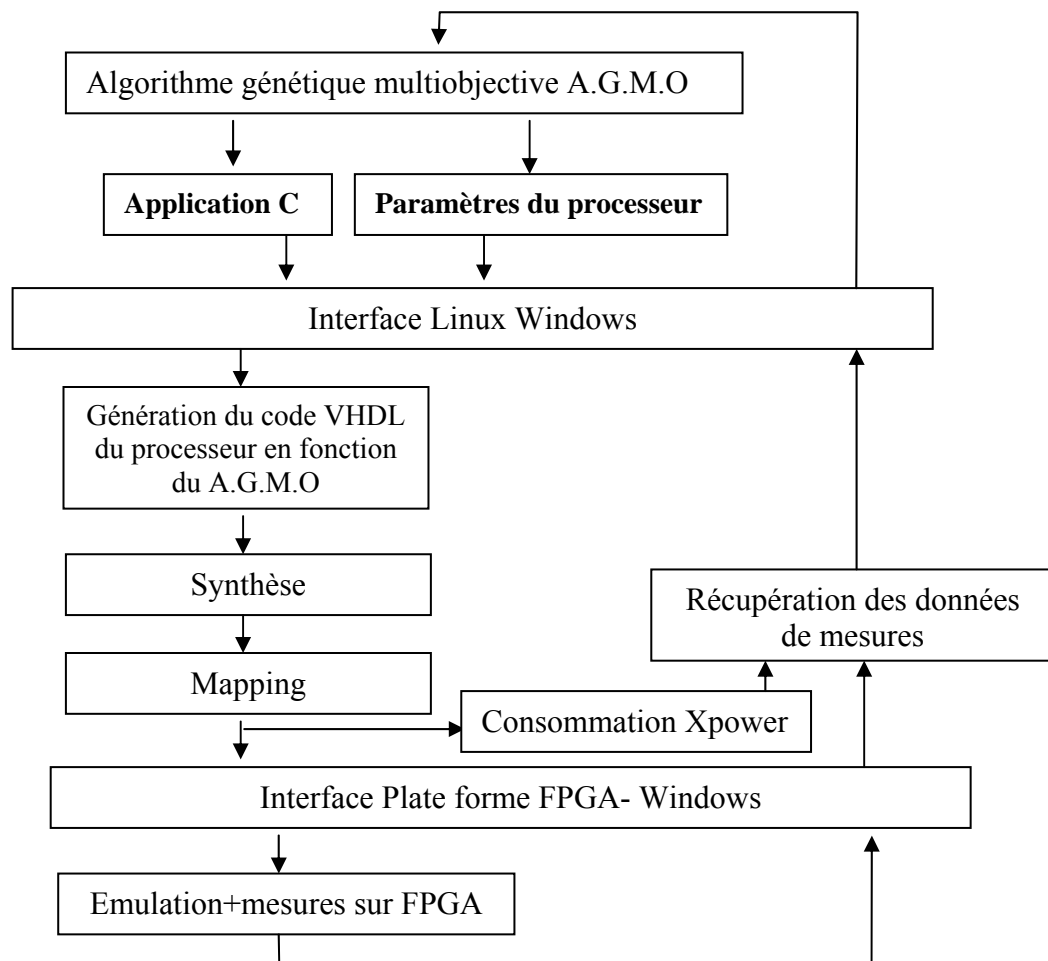 Algorithme génétique multiobjective A.G.M.O
Application C
Paramètres du processeur
Interface Linux Windows
Génération du code VHDL
du processeur en fonction
du A.G.M.O
Synthèse
Récupération des données
de mesures
Mapping
Consommation Xpower
Interface Plate forme FPGA- Windows
Emulation+mesures sur FPGA